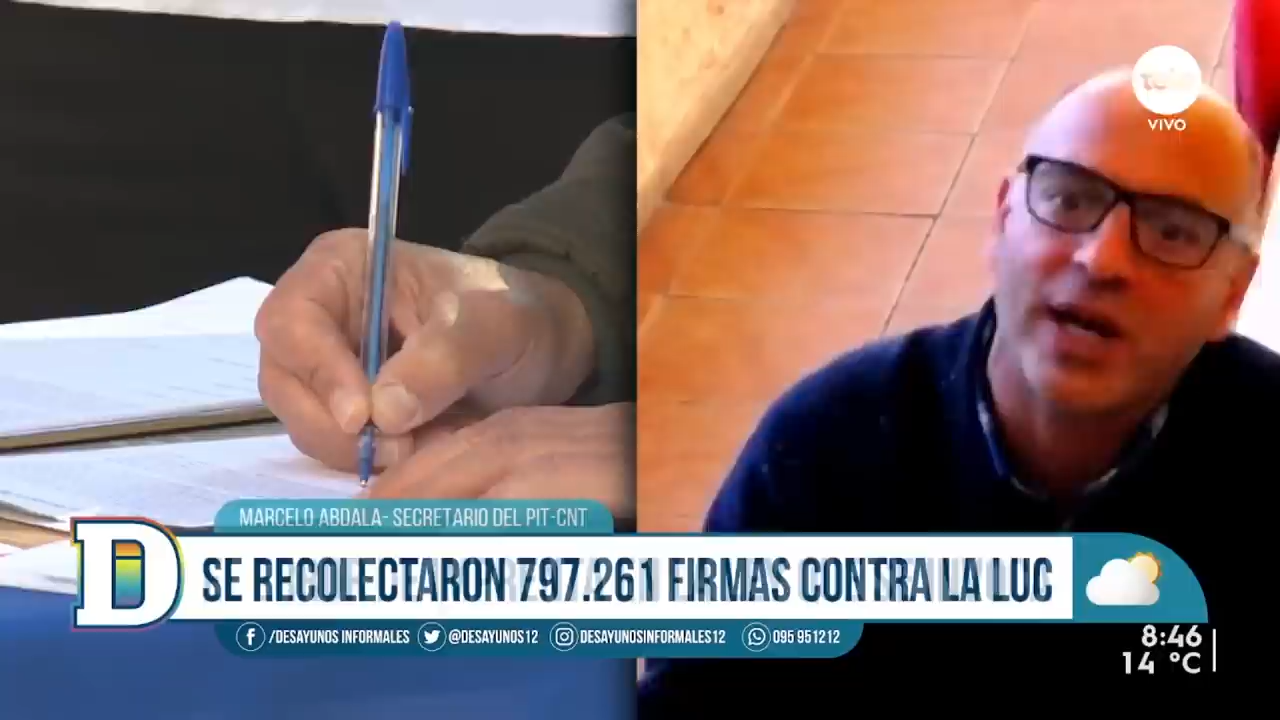 VIVO
MARCELO ABDALA- SECRETARIO DEL PIT-CNT
D
SE RECOLECTARON 797.261 FIRMAS CONTRA LA LUC
/DESAYUNOS INFORMALES @DESAYUNOS12 DESAYUNOSINFORMALES12 095 951212
8:46
14 °C